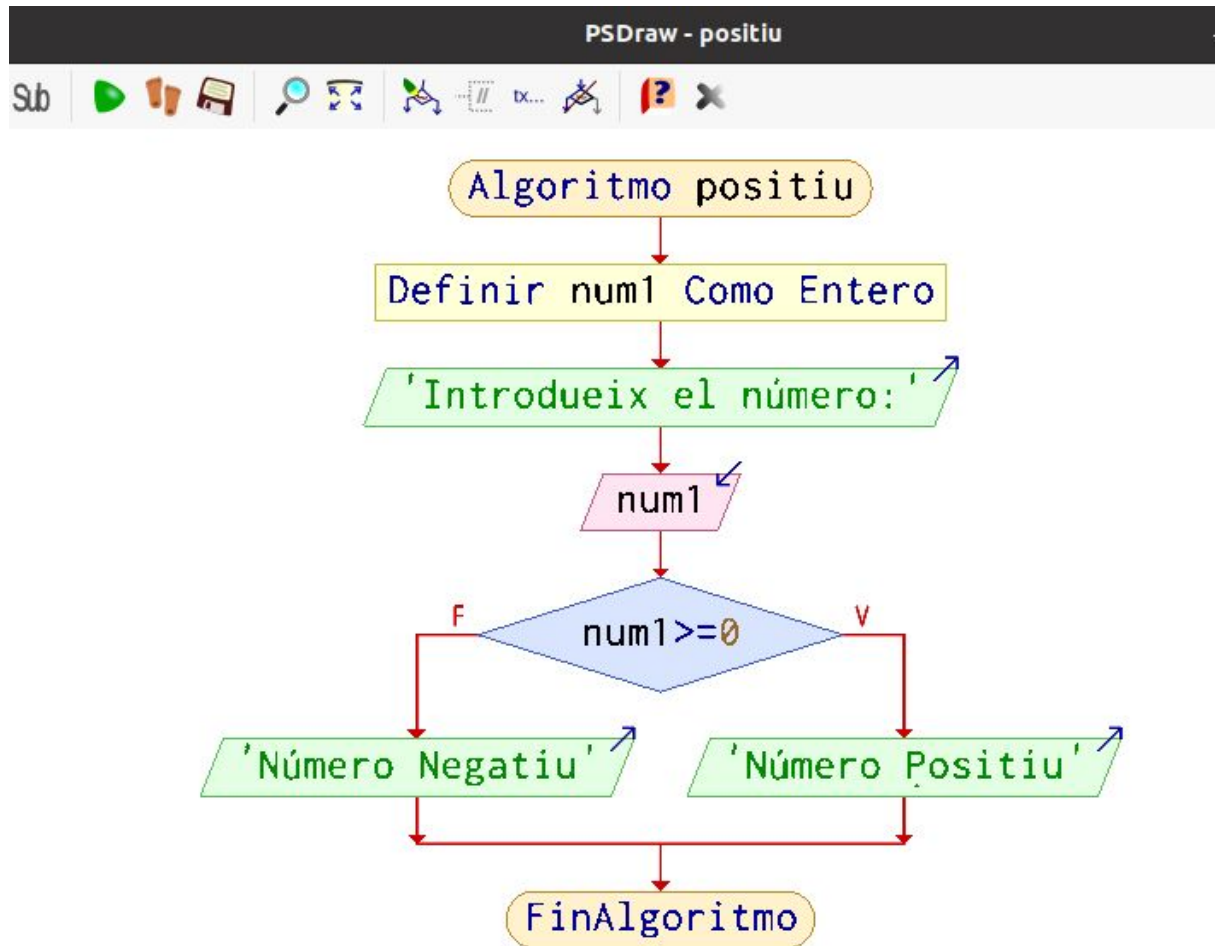 PSDraw - positiu
Sub tx... ?
Algoritmo positiu
Definir num1 Como Entero
'Introdueix el número:'
num1
F V
num1>=0
'Número Negatiu' 'Número Positiu'
FinAlgoritmo